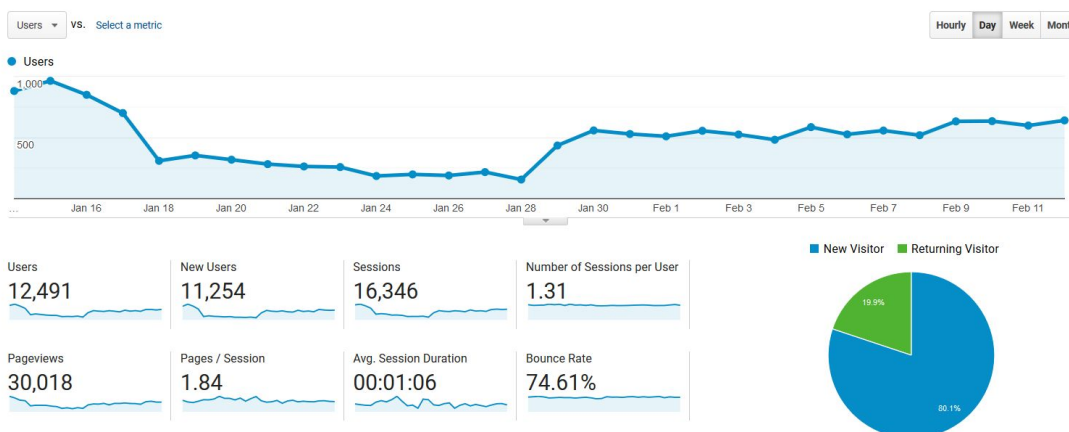 Users vs. Select a metric
Hourly Day Week Mont
Users
1,000
500
... Jan 16 Jan 18 Jan 20 Jan 22 Jan 24 Jan 26 Jan 28 Jan 30 Feb 1 Feb 3 Feb 5 Feb 7 Feb 9 Feb 11
New Visitor Returning Visitor
Users New Users Sessions Number of Sessions per User
12,491 11,254 16,346 1.31
19.9%
Pageviews Pages / Session Avg. Session Duration Bounce Rate
30,018 1.84 00:01:06 74.61%
80.1%